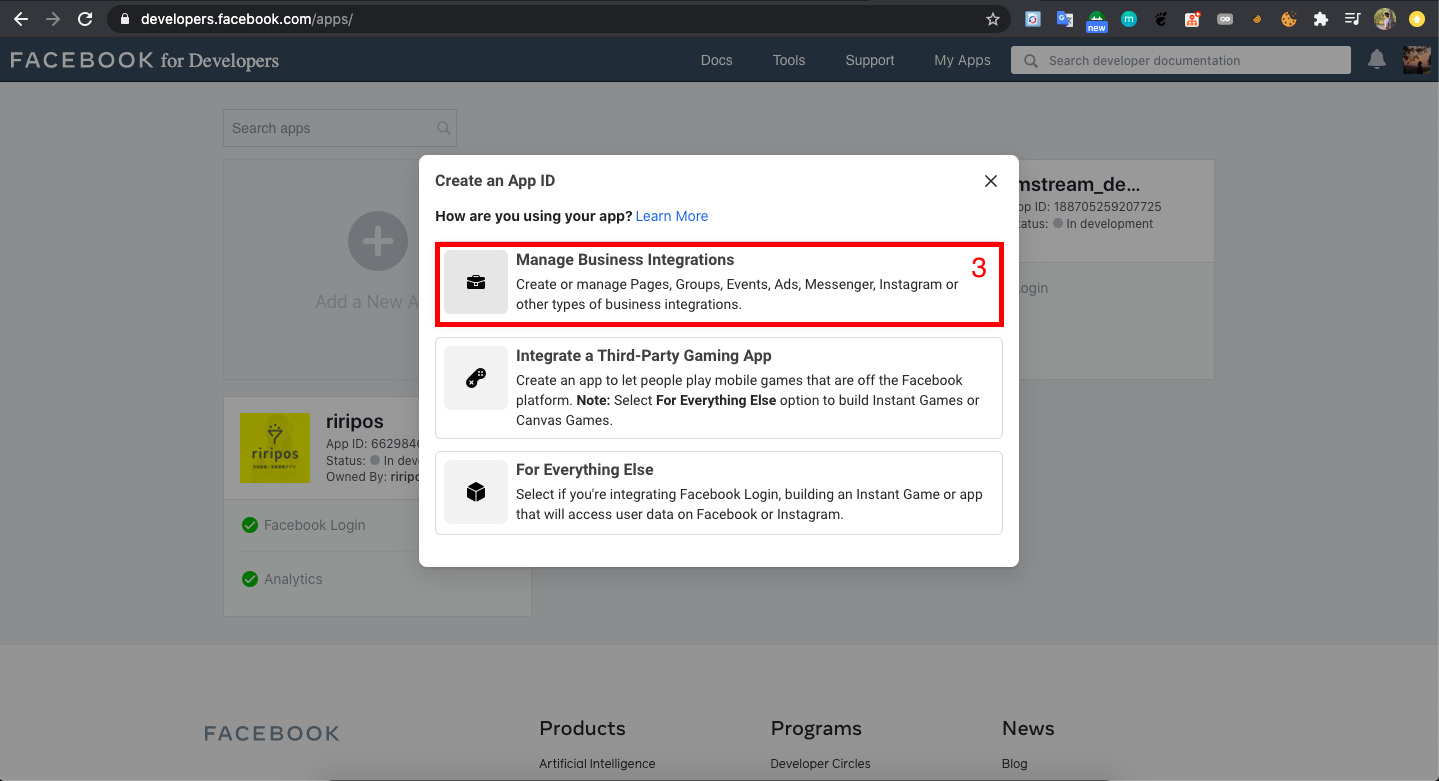 developers.facebook.com/apps/
new
FACEBOOK for Developers
Docs
Tools
Support
My Apps
Search developer documentation
Search apps
Add a New A
Create an App ID
How are you using your app? Learn More
Manage Business Integrations
3
Create or manage Pages, Groups, Events, Ads, Messenger, Instagram or
other types of business integrations.
Integrate a Third-Party Gaming App
Create an app to let people play mobile games that are off the Facebook
platform. Note: Select For Everything Else option to build Instant Games or
Canvas Games.
For Everything Else
Select if you're integrating Facebook Login, building an Instant Game or app
that will access user data on Facebook or Instagram.
mstream_de...
pp ID: 188705259207725
tatus: In development
ogin
riripos
riripos
App ID: 6629846
Status: In dev
Owned By: riripo
Facebook Login
Analytics
FACEBOOK
Products
Programs
News
Artificial Intelligence
Developer Circles
Blog